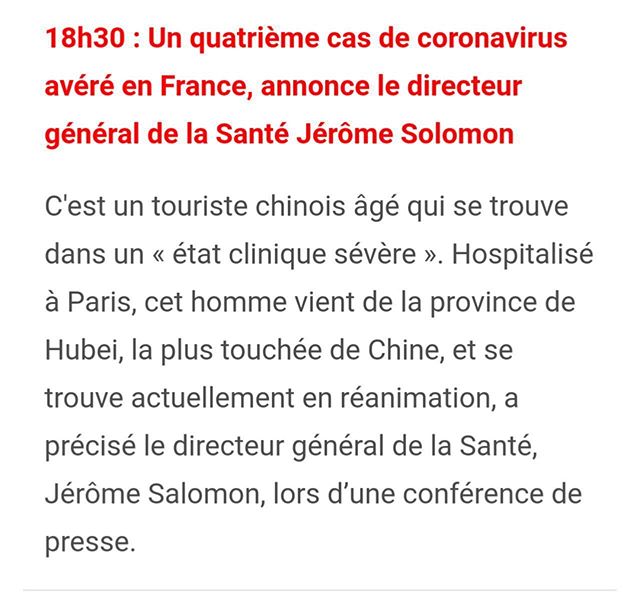 18h30 : Un quatrième cas de coronavirus
avéré en France, annonce le directeur
général de la Santé Jérôme Solomon
C'est un touriste chinois âgé qui se trouve
dans un « état clinique sévère ». Hospitalisé
à Paris, cet homme vient de la province de
Hubei, la plus touchée de Chine, et se
trouve actuellement en réanimation, a
précisé le directeur général de la Santé,
Jérôme Salomon, lors d’une conférence de
presse.